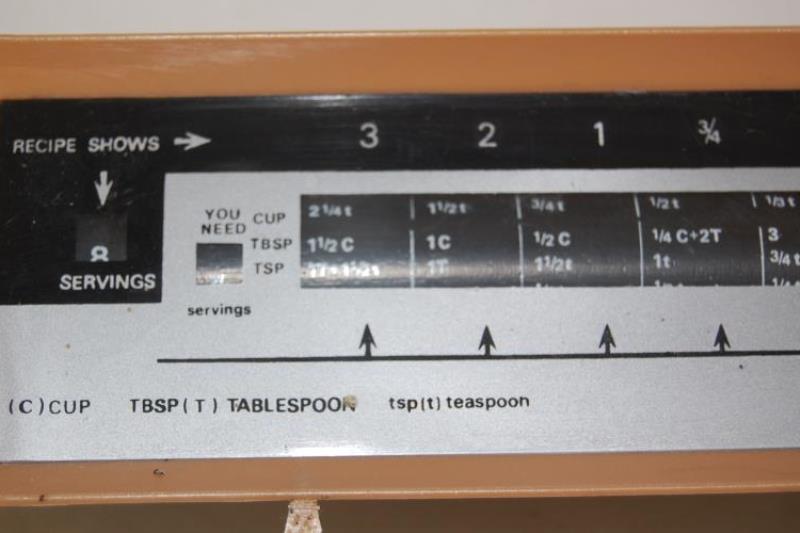 RECIPE SHOWS → 3 2 1 ¾
8
SERVINGS
YOU NEED
servings
CUP 2 1/4 t 1 1/2 t 3/4 t 1/2 t 1/3 t
TBSP 1 1/2 C 1C 1/2 C 1/4 C+2T 3
TSP 1T 1 1/2 t 1t 3/4 t
(C)CUP TBSP(T) TABLESPOON tsp(t) teaspoon